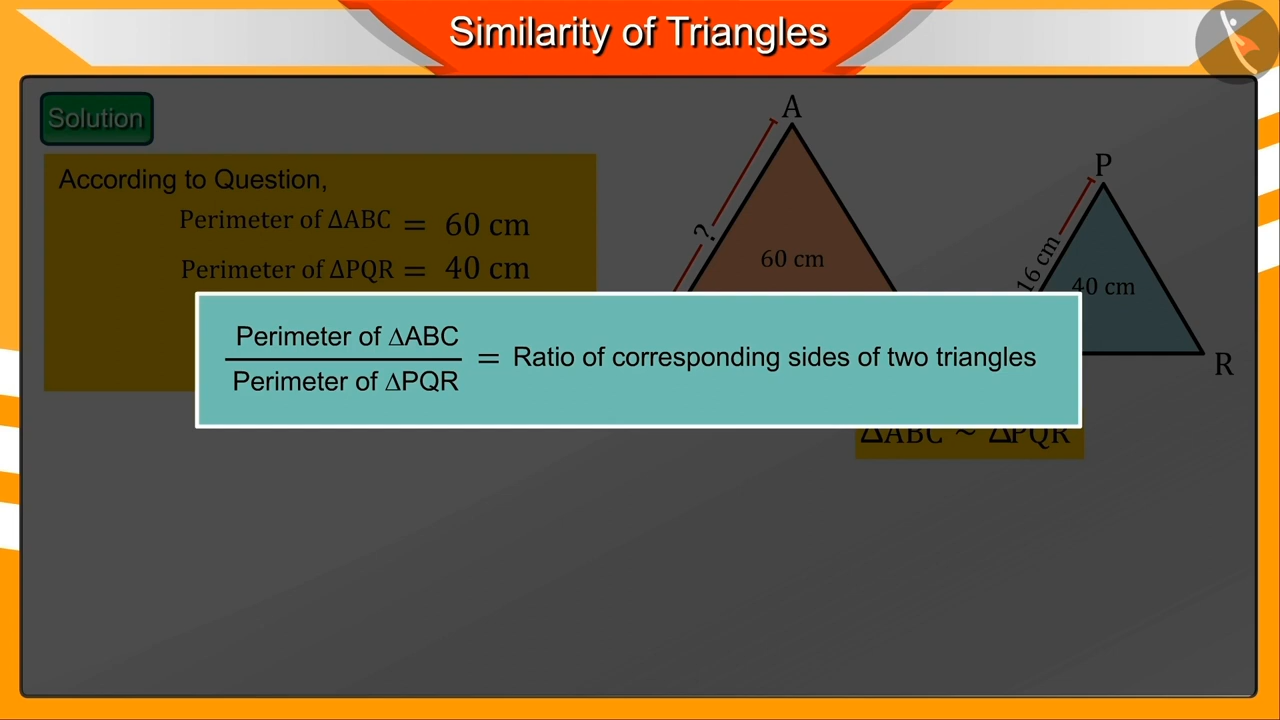 Similarity of Triangles
Solution
According to Question,
Perimeter of ΔABC = 60 cm
Perimeter of ΔPQR = 40 cm
A
?
60 cm
P
16 cm
40 cm
R
Perimeter of ΔABC
Perimeter of ΔPQR
= Ratio of corresponding sides of two triangles
ΔABC ~ ΔPQR